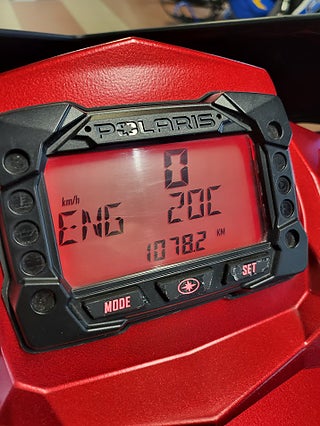 POLARIS
0
km/h
ENG 20C
1078.2 KM
MODE SET